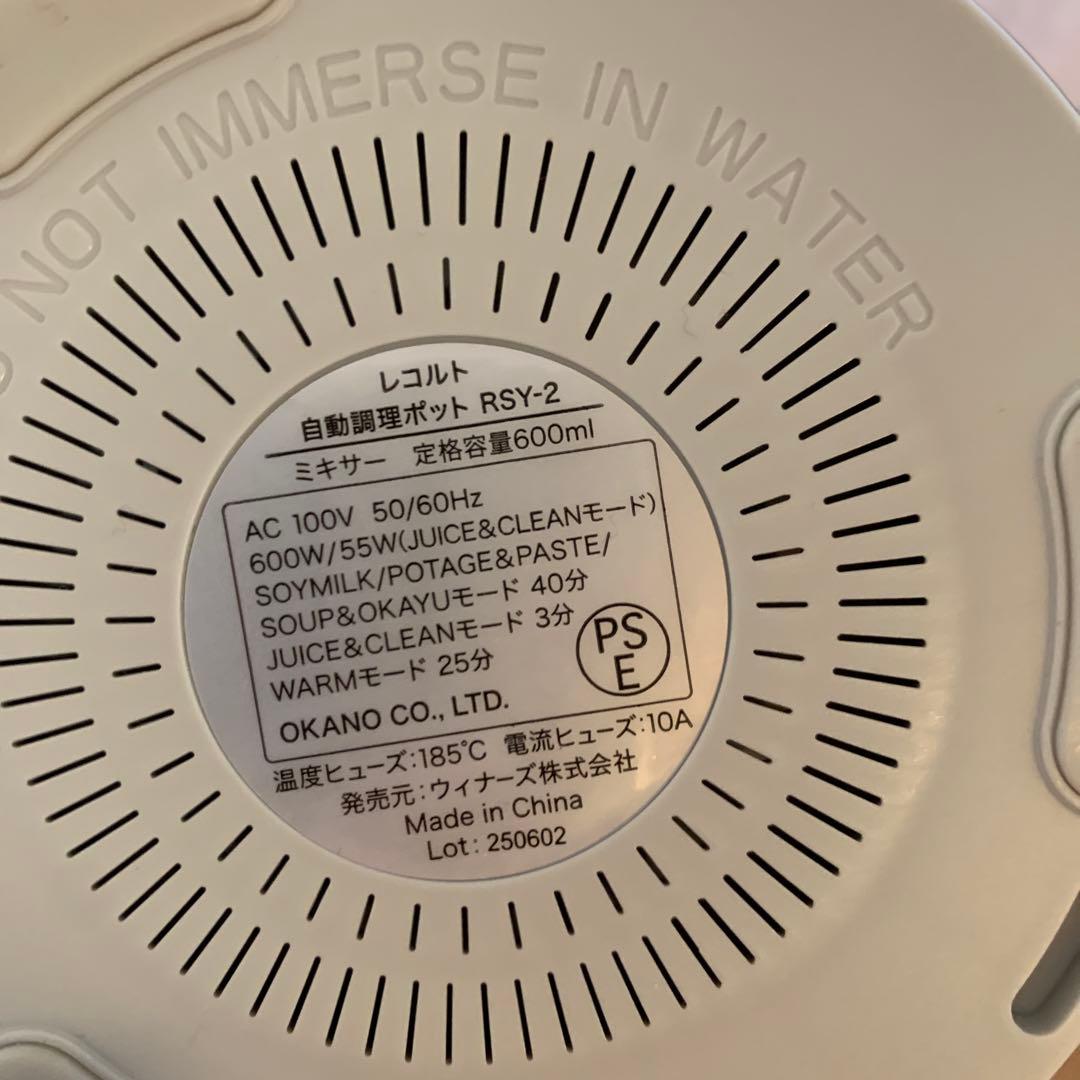 DO NOT IMMERSE IN WATER
レコルト
自動調理ポット RSY-2
ミキサー 定格容量600ml
AC 100V 50/60Hz
600W/55W(JUICE&CLEANモード)
SOYMILK/POTAGE&PASTE/
SOUP&OKAYUモード 40分
JUICE&CLEANモード 3分
WARMモード 25分
PS
E
OKANO CO., LTD.
温度ヒューズ:185℃ 電流ヒューズ:10A
発売元:ウィナーズ株式会社
Made in China
Lot: 250602